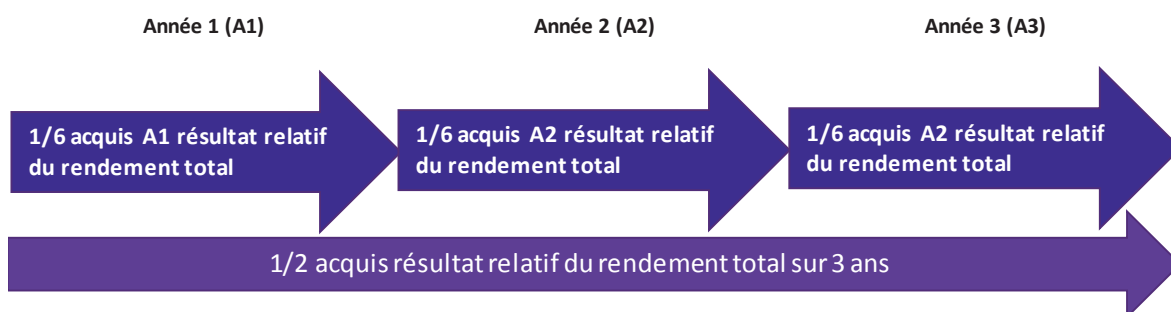 Année 1 (A1)
Année 2 (A2)
Année 3 (A3)
1/6 acquis A1 résultat relatif
du rendement total
1/6 acquis A2 résultat relatif
du rendement total
1/6 acquis A2 résultat relatif
du rendement total
1/2 acquis résultat relatif du rendement total sur 3 ans